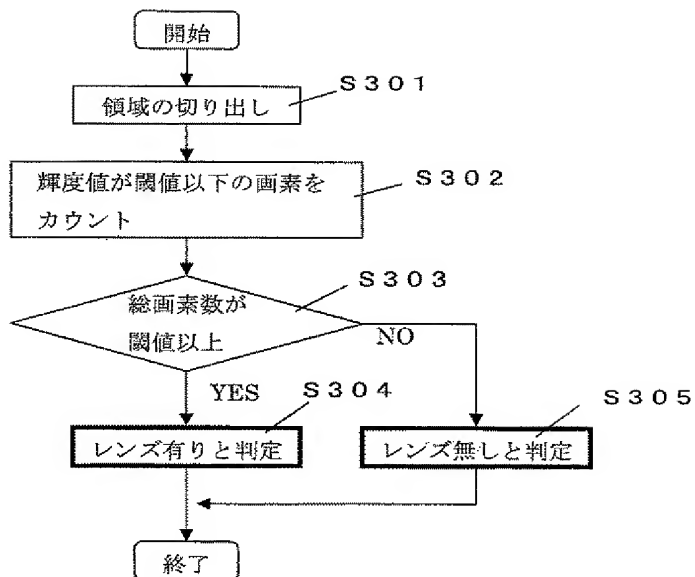 開始
S301
領域の切り出し
S302
輝度値が閾値以下の画素を
カウント
S303
総画素数が
閾値以上
NO
YES
S304
S305
レンズ有りと判定
レンズ無しと判定
終了